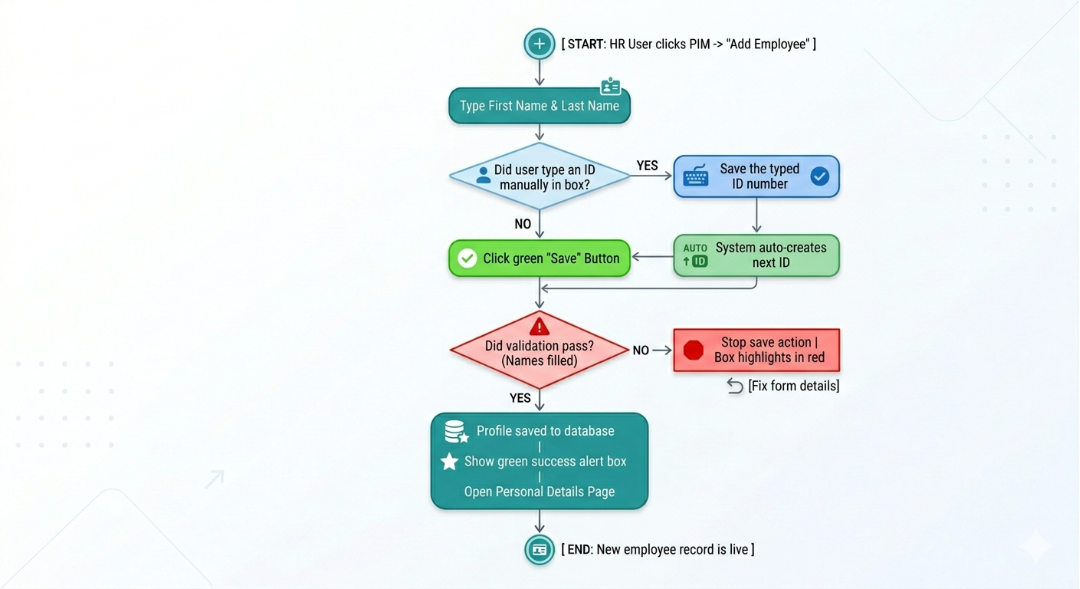 [ START: HR User clicks PIM -> "Add Employee" ]
Type First Name & Last Name
Did user type an ID
manually in box?
YES
Save the typed
ID number
NO
Click green "Save" Button
AUTO
ID
System auto-creates
next ID
Did validation pass?
(Names filled)
NO
Stop save action |
Box highlights in red
[Fix form details]
YES
Profile saved to database
|
Show green success alert box
|
Open Personal Details Page
[ END: New employee record is live ]